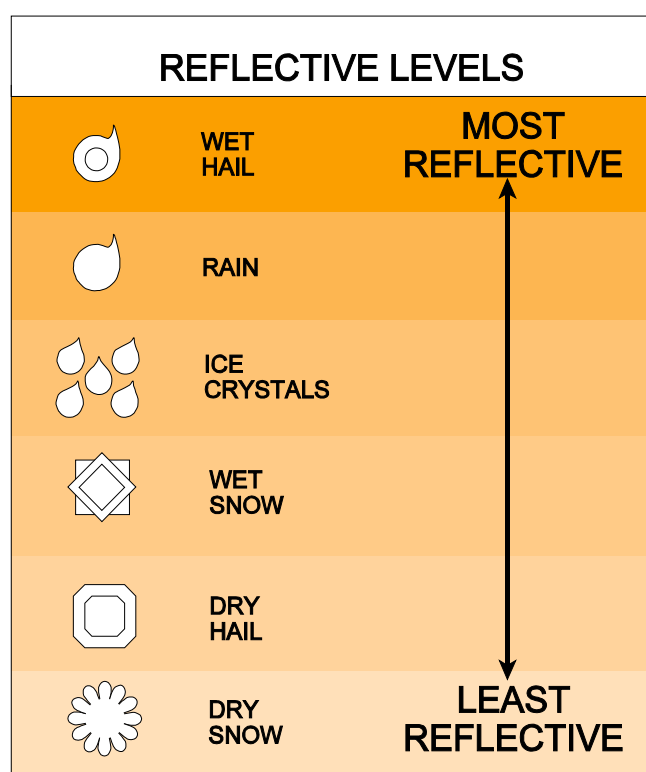 REFLECTIVE LEVELS
WET
HAIL
MOST
REFLECTIVE
RAIN
ICE
CRYSTALS
WET
SNOW
DRY
HAIL
DRY
SNOW
LEAST
REFLECTIVE